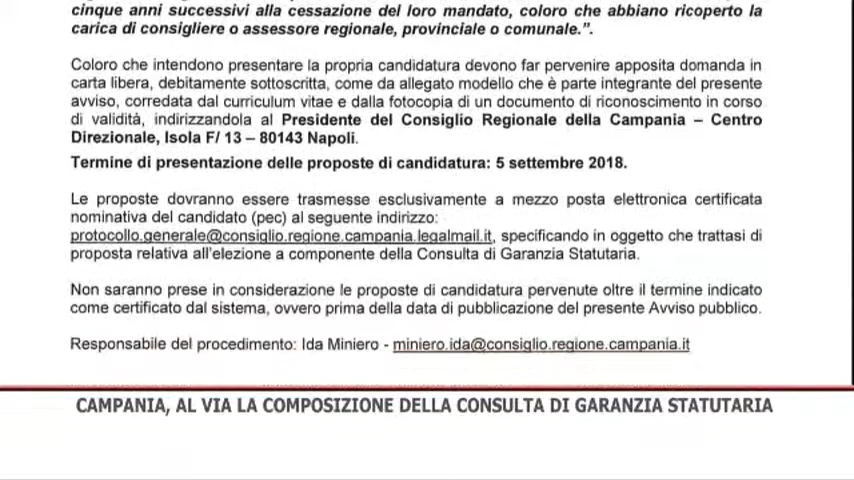 cinque anni successivi alla cessazione del loro mandato, coloro che abbiano ricoperto la
carica di consigliere o assessore regionale, provinciale o comunale.”.
Coloro che intendono presentare la propria candidatura devono far pervenire apposita domanda in
carta libera, debitamente sottoscritta, come da allegato modello che è parte integrante del presente
avviso, corredata dal curriculum vitae e dalla fotocopia di un documento di riconoscimento in corso
di validità, indirizzandola al Presidente del Consiglio Regionale della Campania – Centro
Direzionale, Isola F/ 13 – 80143 Napoli.
Termine di presentazione delle proposte di candidatura: 5 settembre 2018.
Le proposte dovranno essere trasmesse esclusivamente a mezzo posta elettronica certificata
nominativa del candidato (pec) al seguente indirizzo:
protocollo.generale@consiglio.regione.campania.legalmail.it, specificando in oggetto che trattasi di
proposta relativa all’elezione a componente della Consulta di Garanzia Statutaria.
Non saranno prese in considerazione le proposte di candidatura pervenute oltre il termine indicato
come certificato dal sistema, ovvero prima della data di pubblicazione del presente Avviso pubblico.
Responsabile del procedimento: Ida Miniero - miniero.ida@consiglio.regione.campania.it
CAMPANIA, AL VIA LA COMPOSIZIONE DELLA CONSULTA DI GARANZIA STATUTARIA